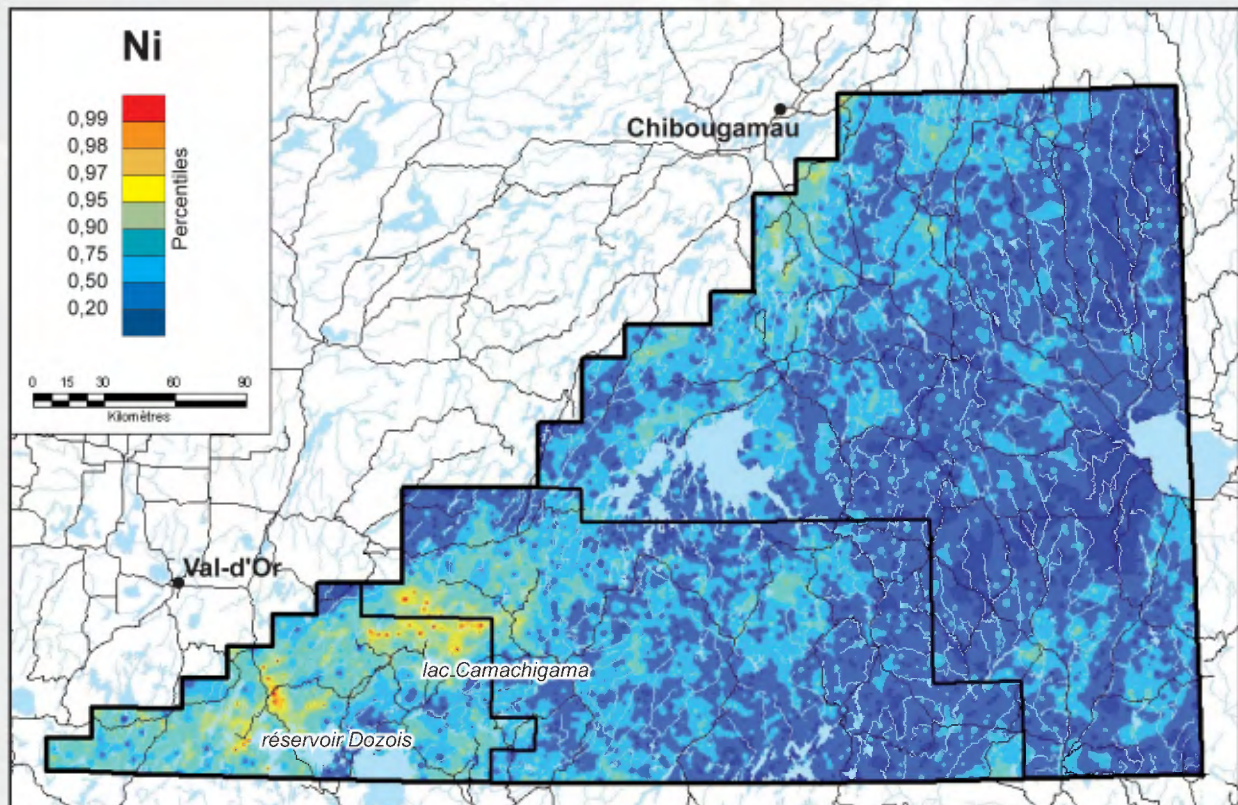 Ni
0,99
0,98
0,97
0,95
0,90
0,75
0,50
0,20
Percentiles
0 15 30 60 90
Kilomètres
Chibougamau
Val-d'Or
lac Camachigama
réservoir Dozois